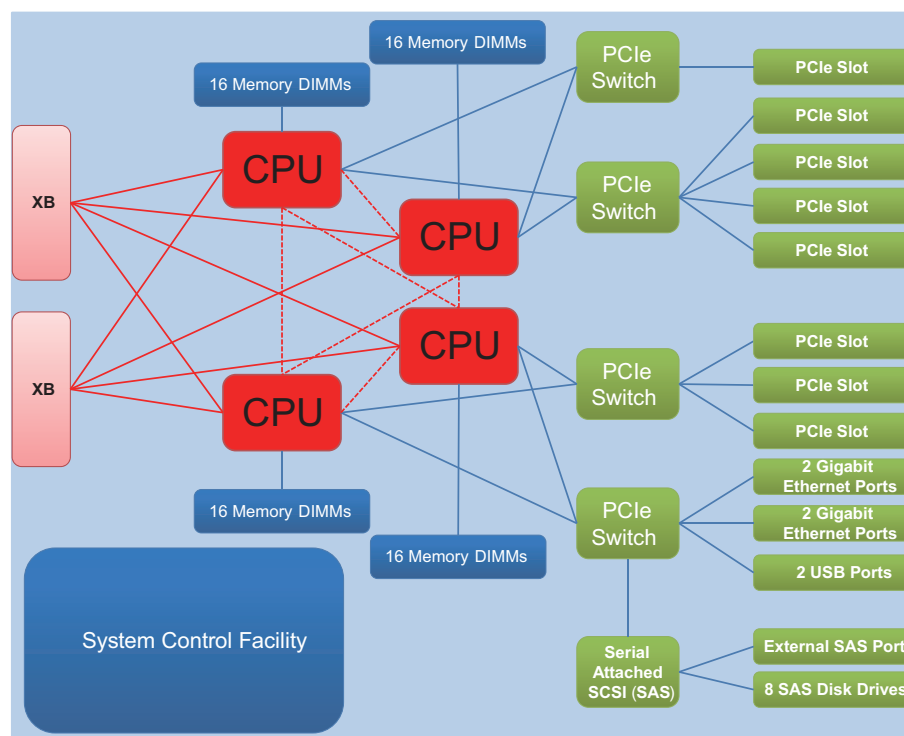 16 Memory DIMMs
16 Memory DIMMs
PCIe
Switch
PCIe Slot
PCIe Slot
XB
CPU
PCIe
Switch
PCIe Slot
PCIe Slot
PCIe Slot
CPU
CPU
PCIe
Switch
PCIe Slot
PCIe Slot
PCIe Slot
XB
CPU
2 Gigabit
Ethernet Ports
16 Memory DIMMs
PCIe
Switch
2 Gigabit
Ethernet Ports
16 Memory DIMMs
2 USB Ports
System Control Facility
Serial
Attached
SCSI (SAS)
External SAS Port
8 SAS Disk Drives